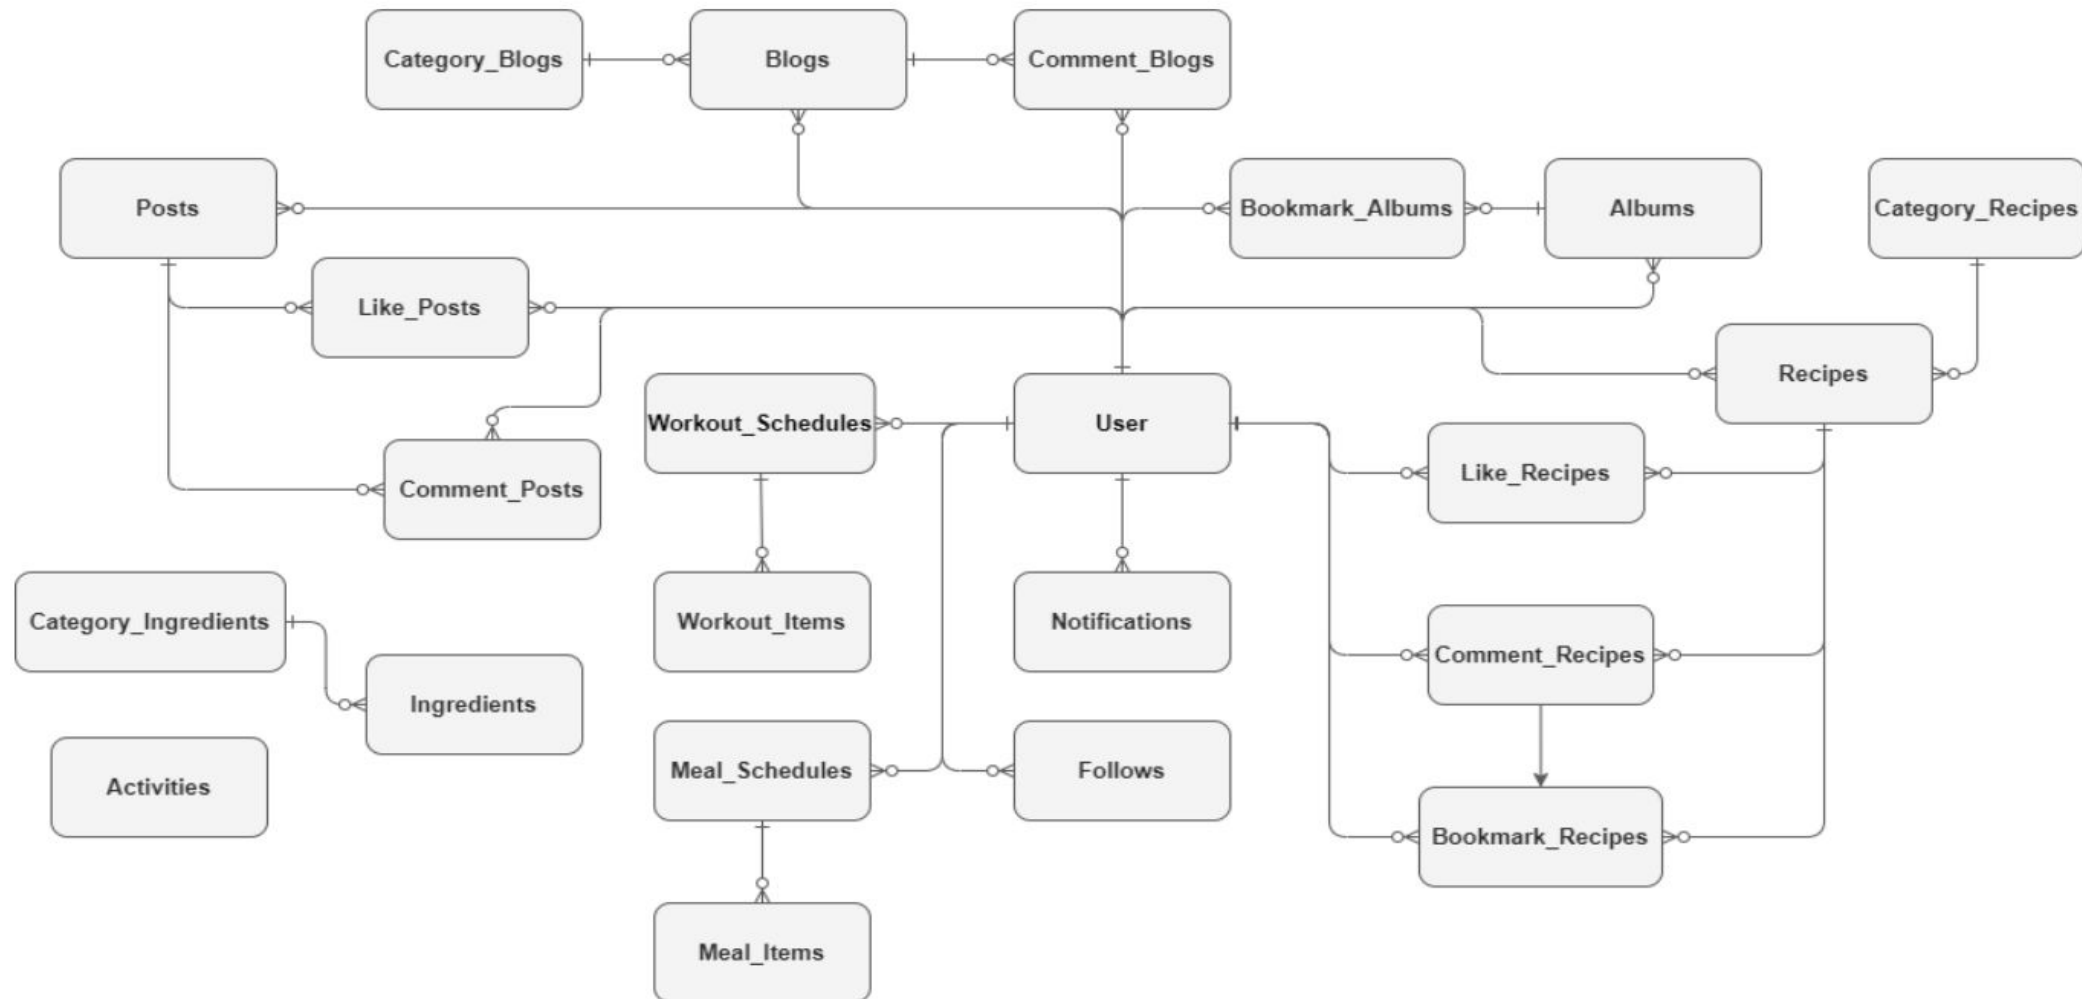 Category_Blogs
Blogs
Comment_Blogs
Posts
Bookmark_Albums
Albums
Category_Recipes
Like_Posts
Recipes
Workout_Schedules
User
Like_Recipes
Comment_Posts
Category_Ingredients
Workout_Items
Notifications
Comment_Recipes
Ingredients
Meal_Schedules
Follows
Activities
Bookmark_Recipes
Meal_Items